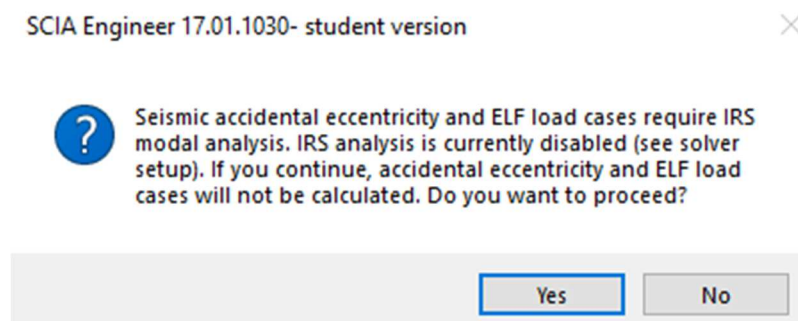 SCIA Engineer 17.01.1030- student version
Seismic accidental eccentricity and ELF load cases require IRS
modal analysis. IRS analysis is currently disabled (see solver
setup). If you continue, accidental eccentricity and ELF load
cases will not be calculated. Do you want to proceed?
Yes No